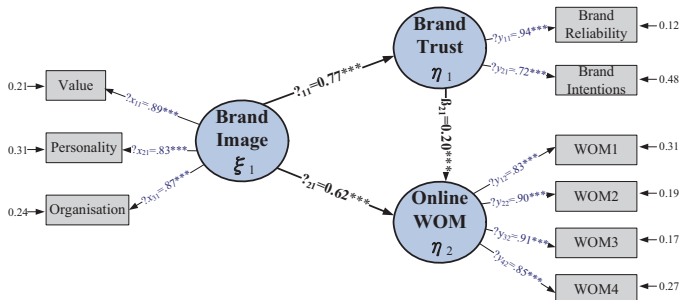 Brand
Trust
η 1
?y11=.94***
Brand
Reliability
0.12
?y21=.72***
Brand
Intentions
0.48
?11=0.77***
0.21
Value
?x11=.89***
Brand
Image
ξ 1
0.31
Personality
?x21=.83***
0.24
Organisation
?x31=.87***
ß21=0.20***
?21=0.62***
Online
WOM
η 2
?y12=.83***
WOM1
0.31
?y22=.90***
WOM2
0.19
?y32=.91***
WOM3
0.17
?y42=.85***
WOM4
0.27